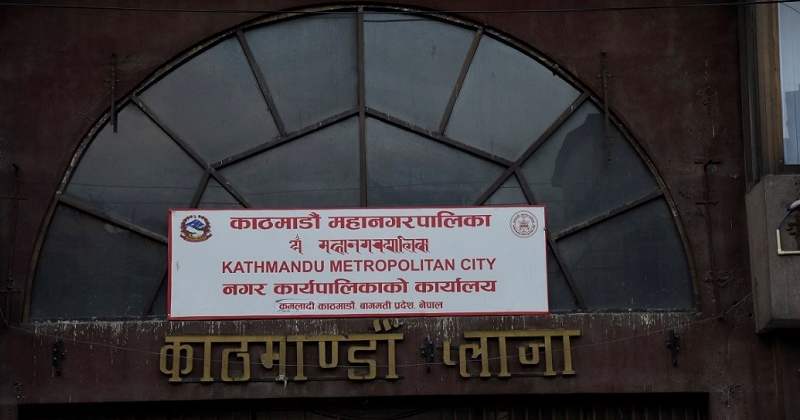 काठमाडौं महानगरपालिका
KATHMANDU METROPOLITAN CITY
नगर कार्यपालिकाको कार्यालय
कमलादी काठमाडौं, बागमती प्रदेश, नेपाल
काठमाण्डौं प्लाजा